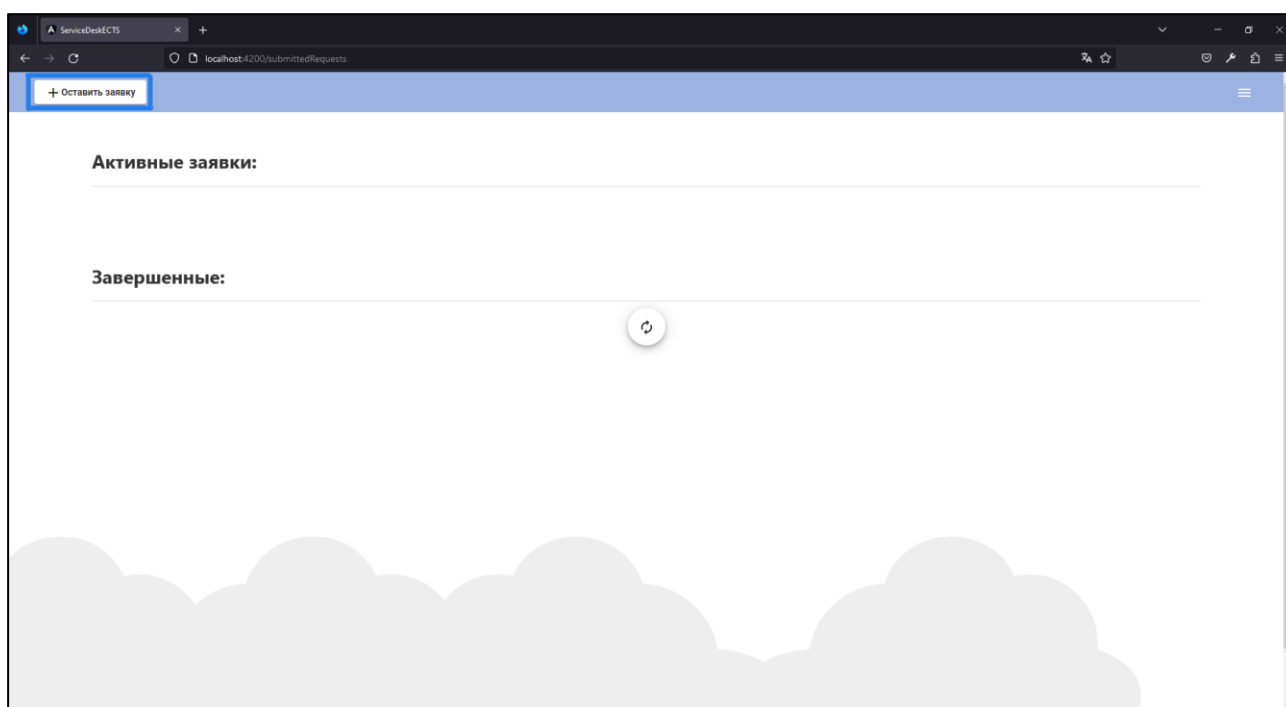 ServiceDeskECTS
localhost:4200/submittedRequests
+ Оставить заявку
Активные заявки:
Завершенные: